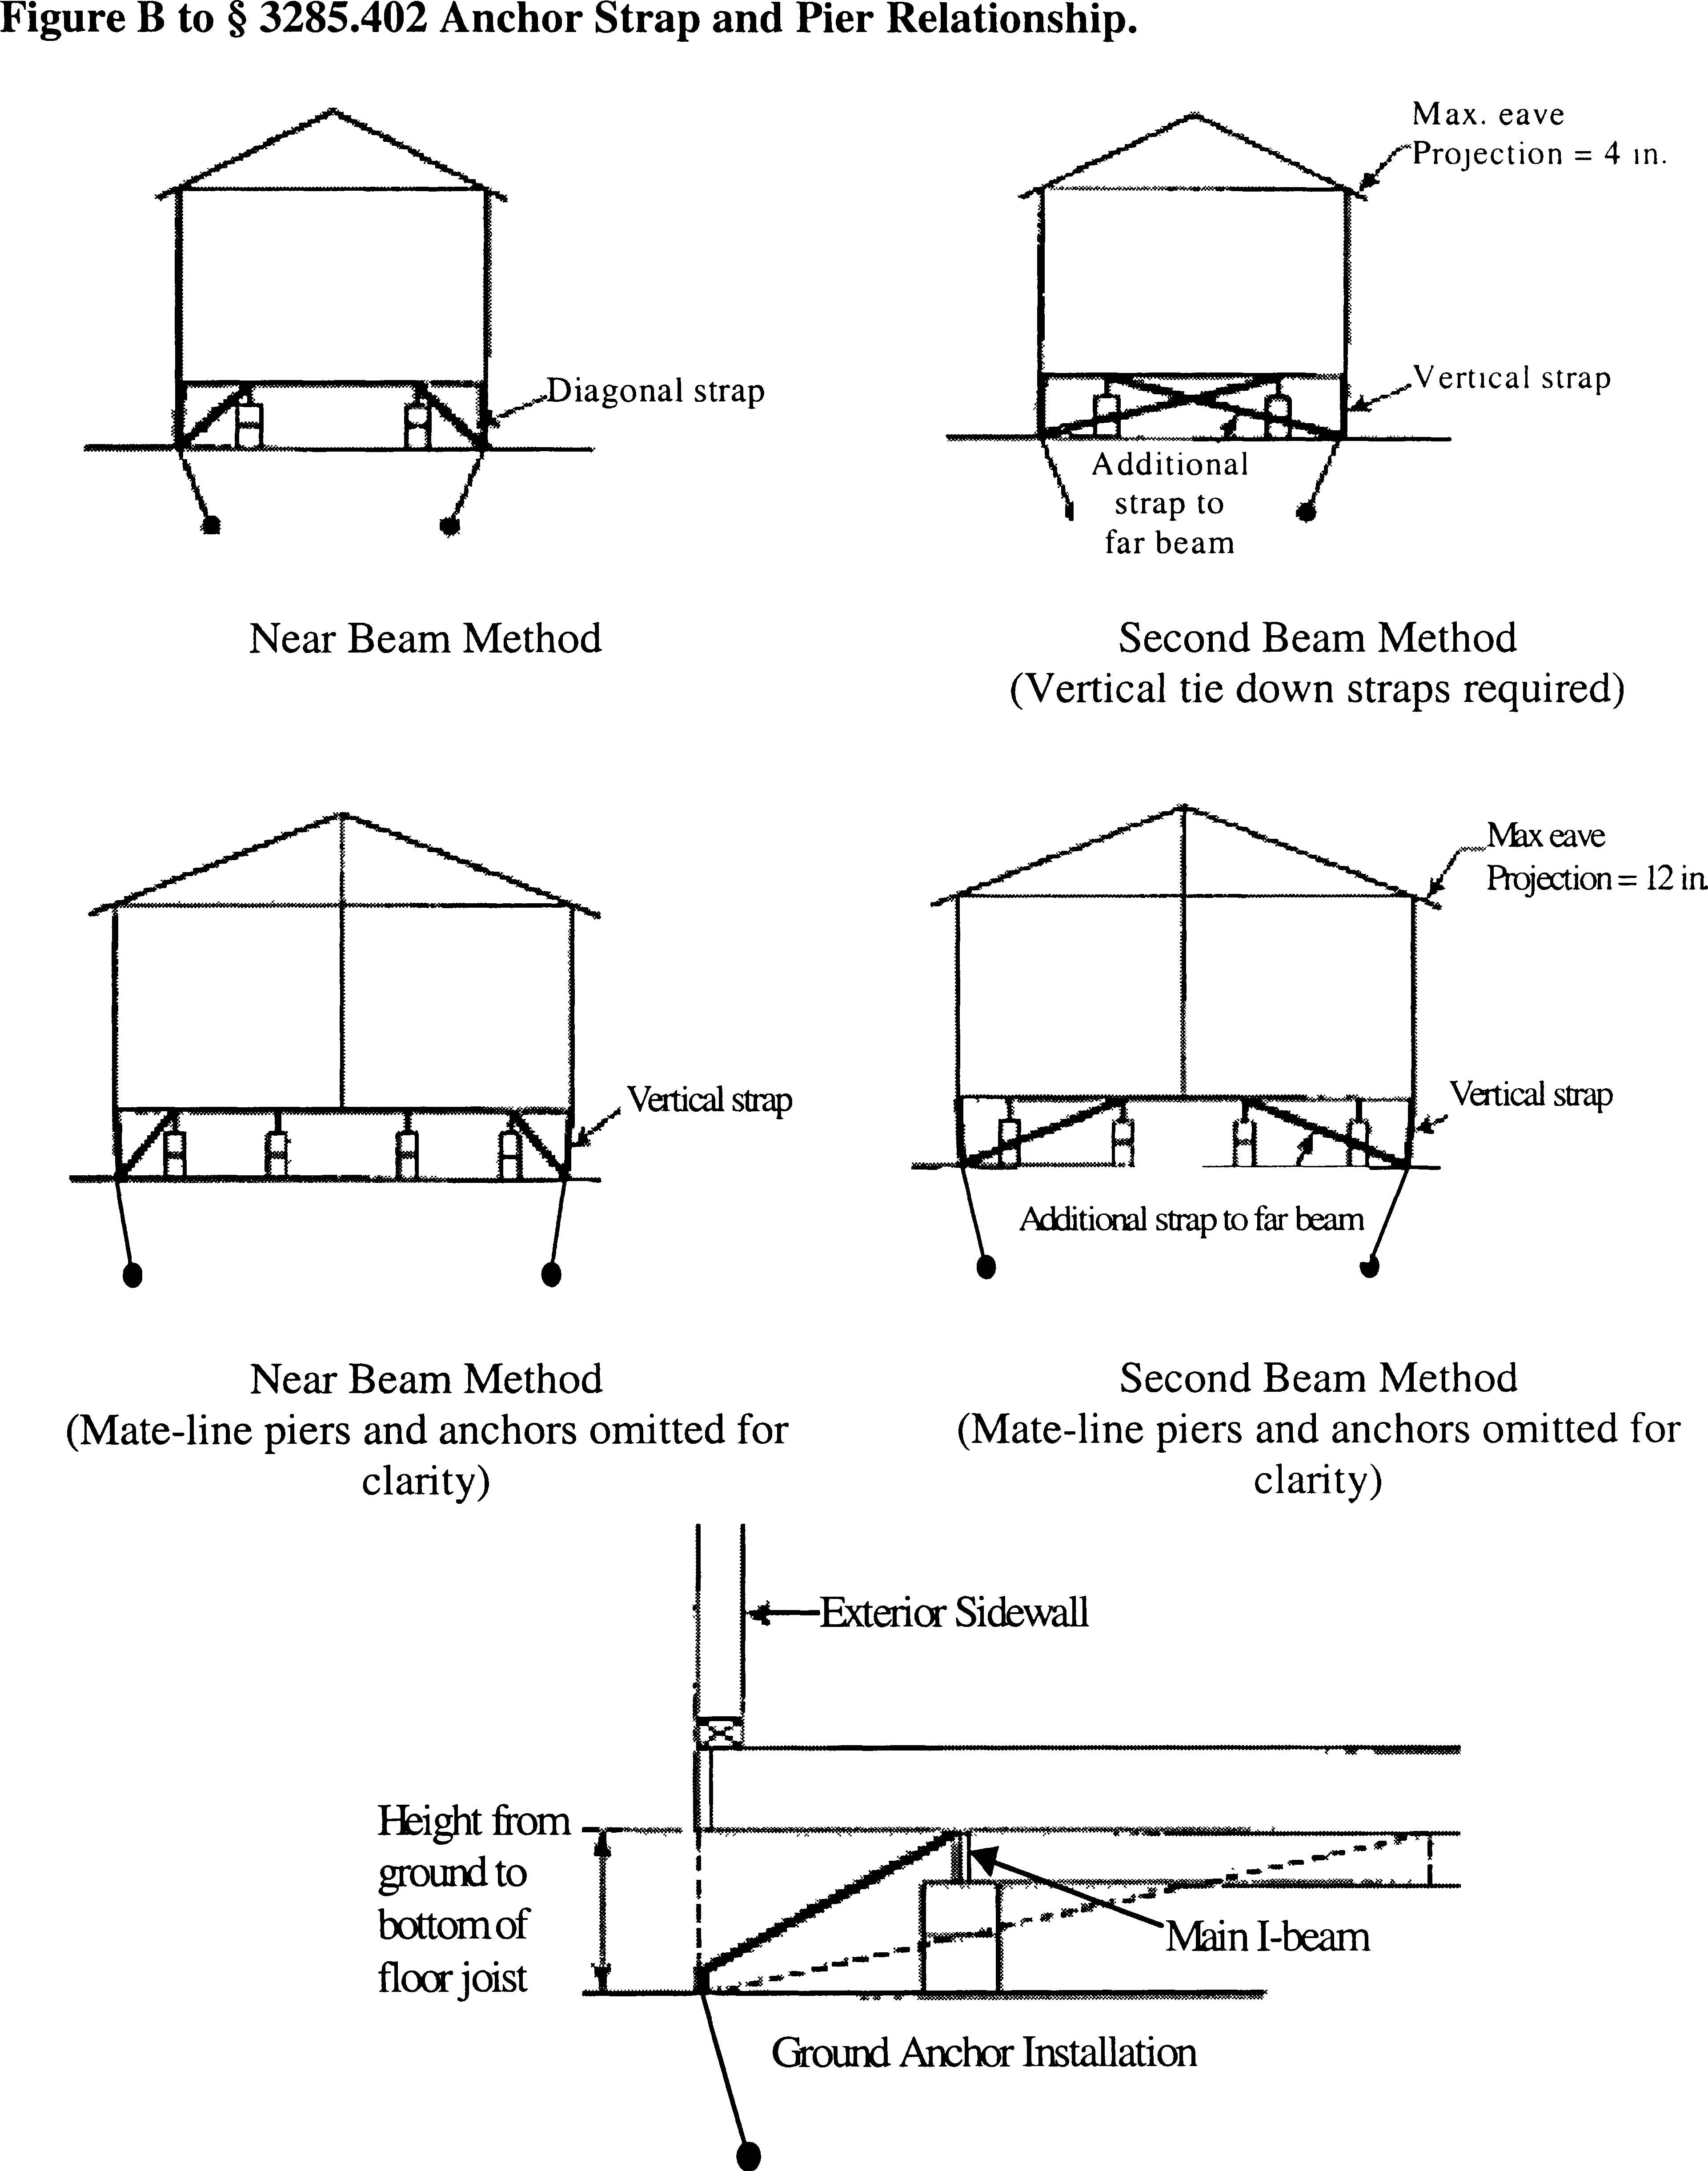 Figure B to § 3285.402 Anchor Strap and Pier Relationship.
Max. eave
Projection = 4 in.
Diagonal strap
Vertical strap
Additional
strap to
far beam
Near Beam Method
Second Beam Method
(Vertical tie down straps required)
Max eave
Projection = 12 in.
Vertical strap
Vertical strap
Additional strap to far beam
Near Beam Method
(Mate-line piers and anchors omitted for
clarity)
Second Beam Method
(Mate-line piers and anchors omitted for
clarity)
Exterior Sidewall
Height from
ground to
bottom of
floor joist
Main I-beam
Ground Anchor Installation